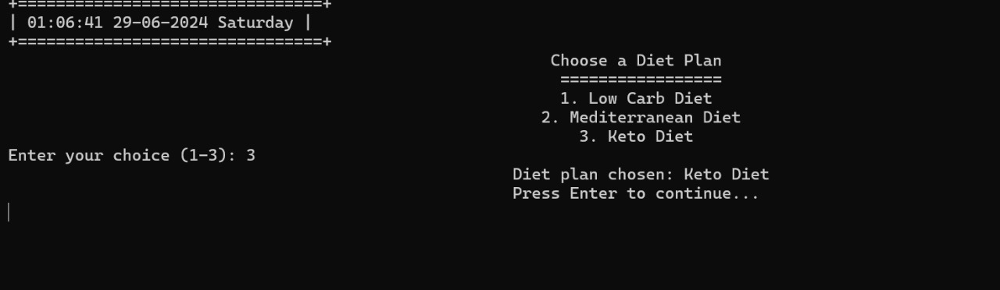 +================================+
| 01:06:41 29-06-2024 Saturday |
+================================+
Choose a Diet Plan
=================
1. Low Carb Diet
2. Mediterranean Diet
3. Keto Diet
Enter your choice (1-3): 3
Diet plan chosen: Keto Diet
Press Enter to continue...